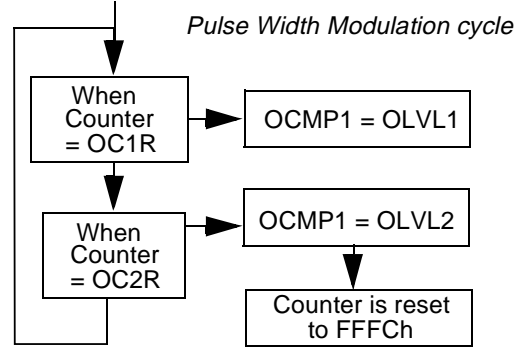 Pulse Width Modulation cycle
When
Counter
= OC1R
OCMP1 = OLVL1
When
Counter
= OC2R
OCMP1 = OLVL2
Counter is reset
to FFFCh